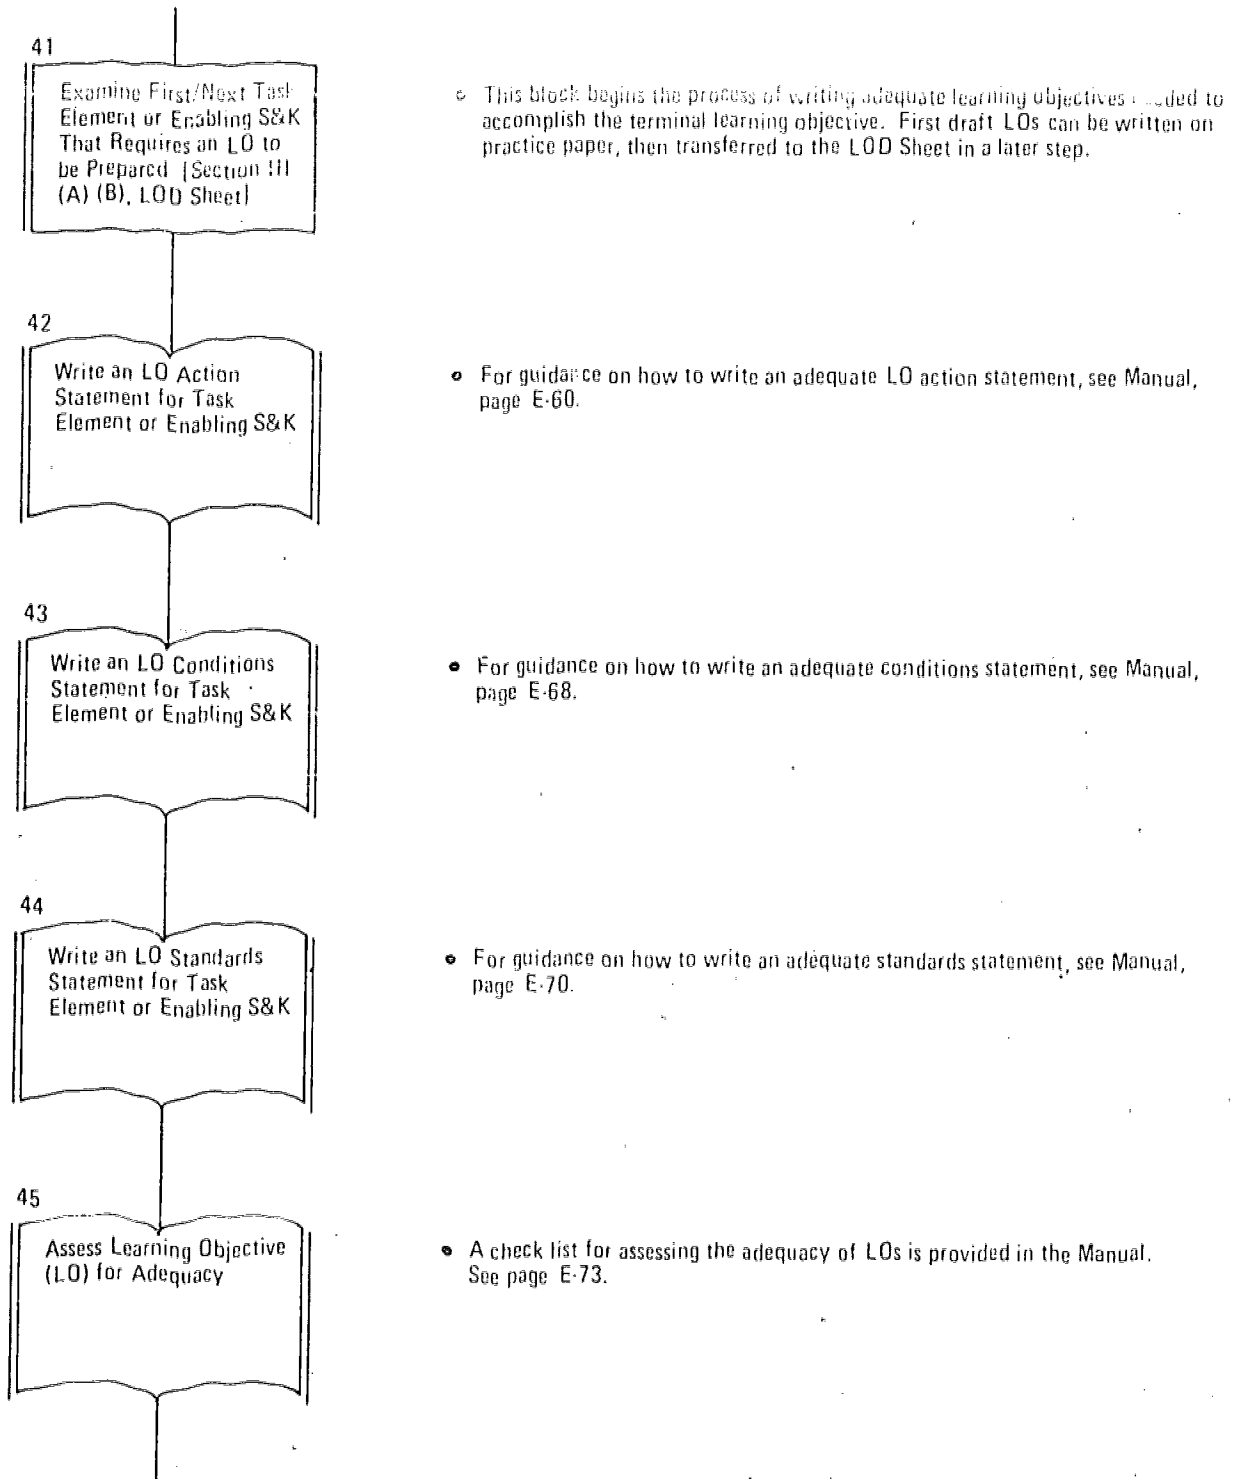 41
Examine First/Next Task
Element or Enabling S&K
That Requires an LO to
be Prepared [Section III
(A) (B), LOD Sheet]
This block begins the process of writing adequate learning objectives to
accomplish the terminal learning objective. First draft LOs can be written on
practice paper, then transferred to the LOD Sheet in a later step.
42
Write an LO Action
Statement for Task
Element or Enabling S&K
For guidance on how to write an adequate LO action statement, see Manual,
page E-60.
43
Write an LO Conditions
Statement for Task
Element or Enabling S&K
For guidance on how to write an adequate conditions statement, see Manual,
page E-68.
44
Write an LO Standards
Statement for Task
Element or Enabling S&K
For guidance on how to write an adequate standards statement, see Manual,
page E-70.
45
Assess Learning Objective
(LO) for Adequacy
A check list for assessing the adequacy of LOs is provided in the Manual.
See page E-73.